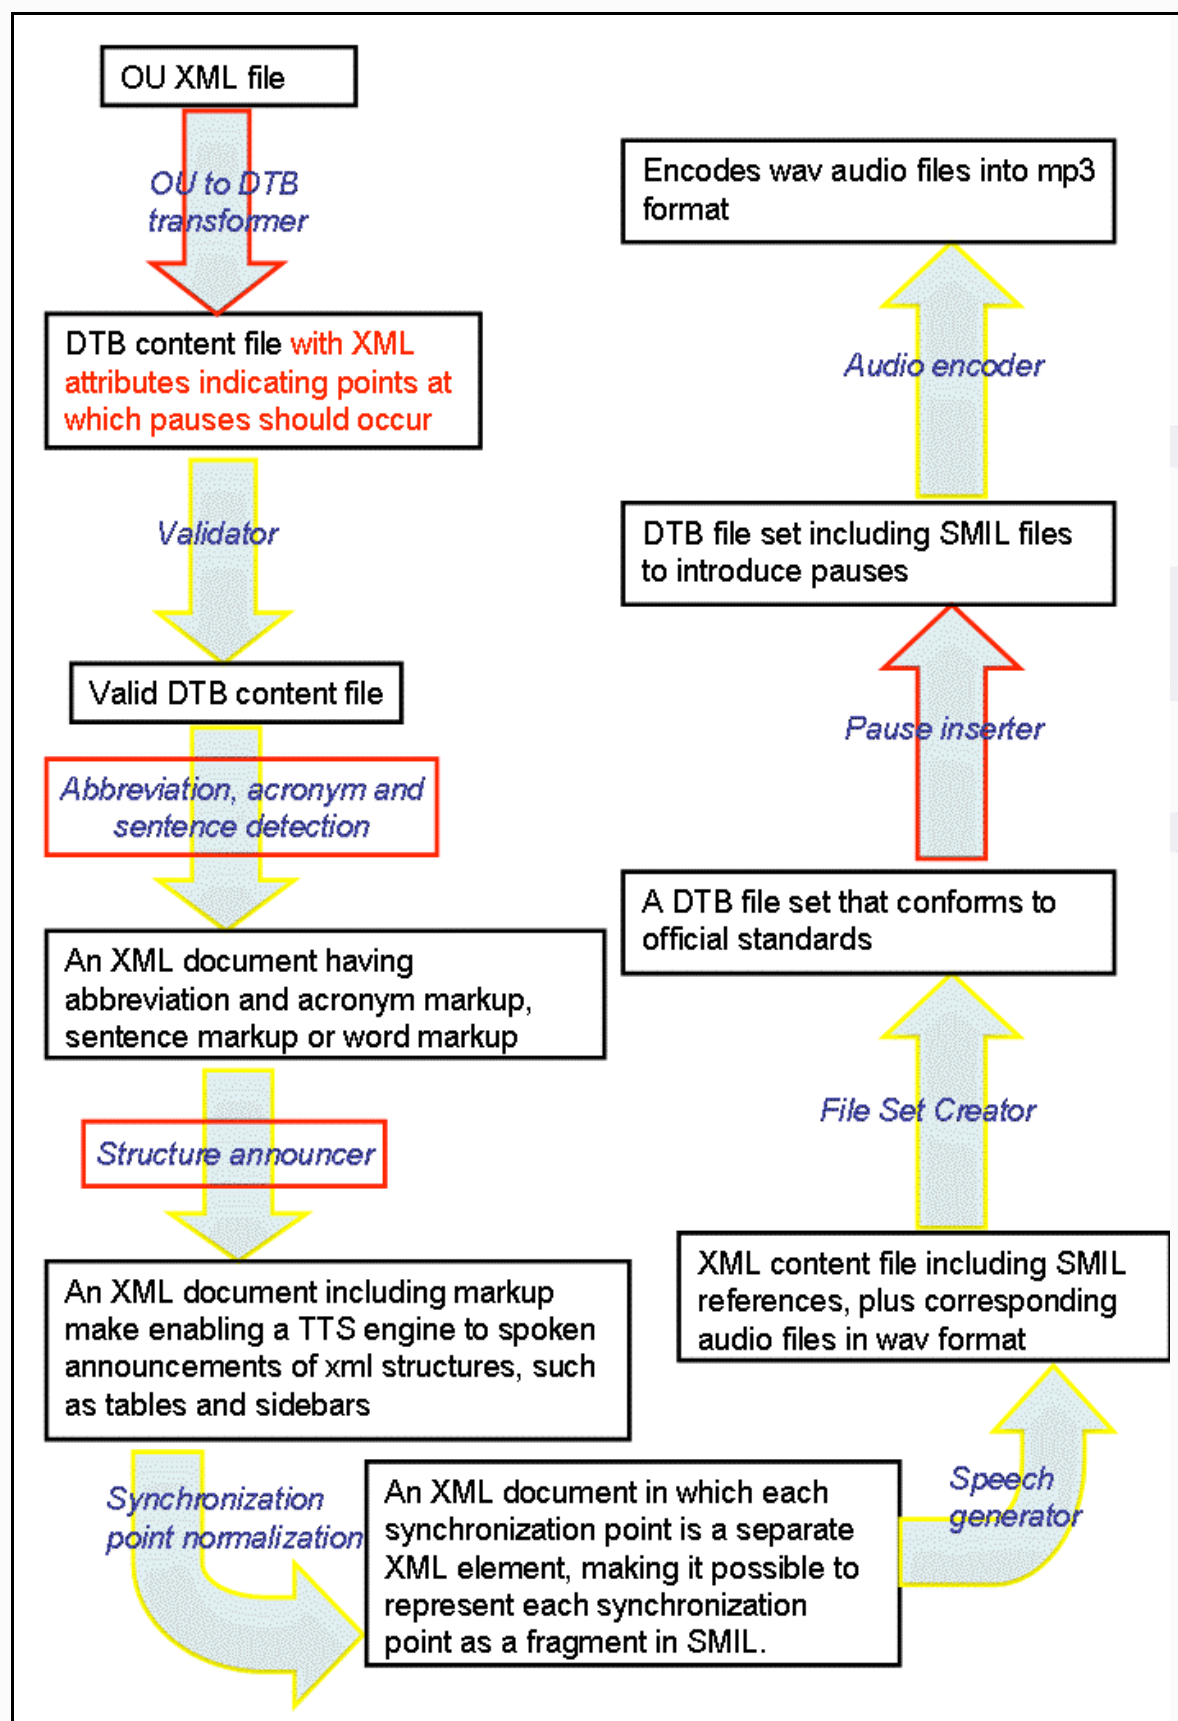 OU XML file
OU to DTB
transformer
DTB content file with XML
attributes indicating points at
which pauses should occur
Validator
Valid DTB content file
Abbreviation, acronym and
sentence detection
An XML document having
abbreviation and acronym markup,
sentence markup or word markup
Structure announcer
An XML document including markup
make enabling a TTS engine to spoken
announcements of xml structures, such
as tables and sidebars
Synchronization
point normalization
An XML document in which each
synchronization point is a separate
XML element, making it possible to
represent each synchronization
point as a fragment in SMIL.
Speech
generator
XML content file including SMIL
references, plus corresponding
audio files in wav format
File Set Creator
A DTB file set that conforms to
official standards
Pause inserter
DTB file set including SMIL files
to introduce pauses
Audio encoder
Encodes wav audio files into mp3
format